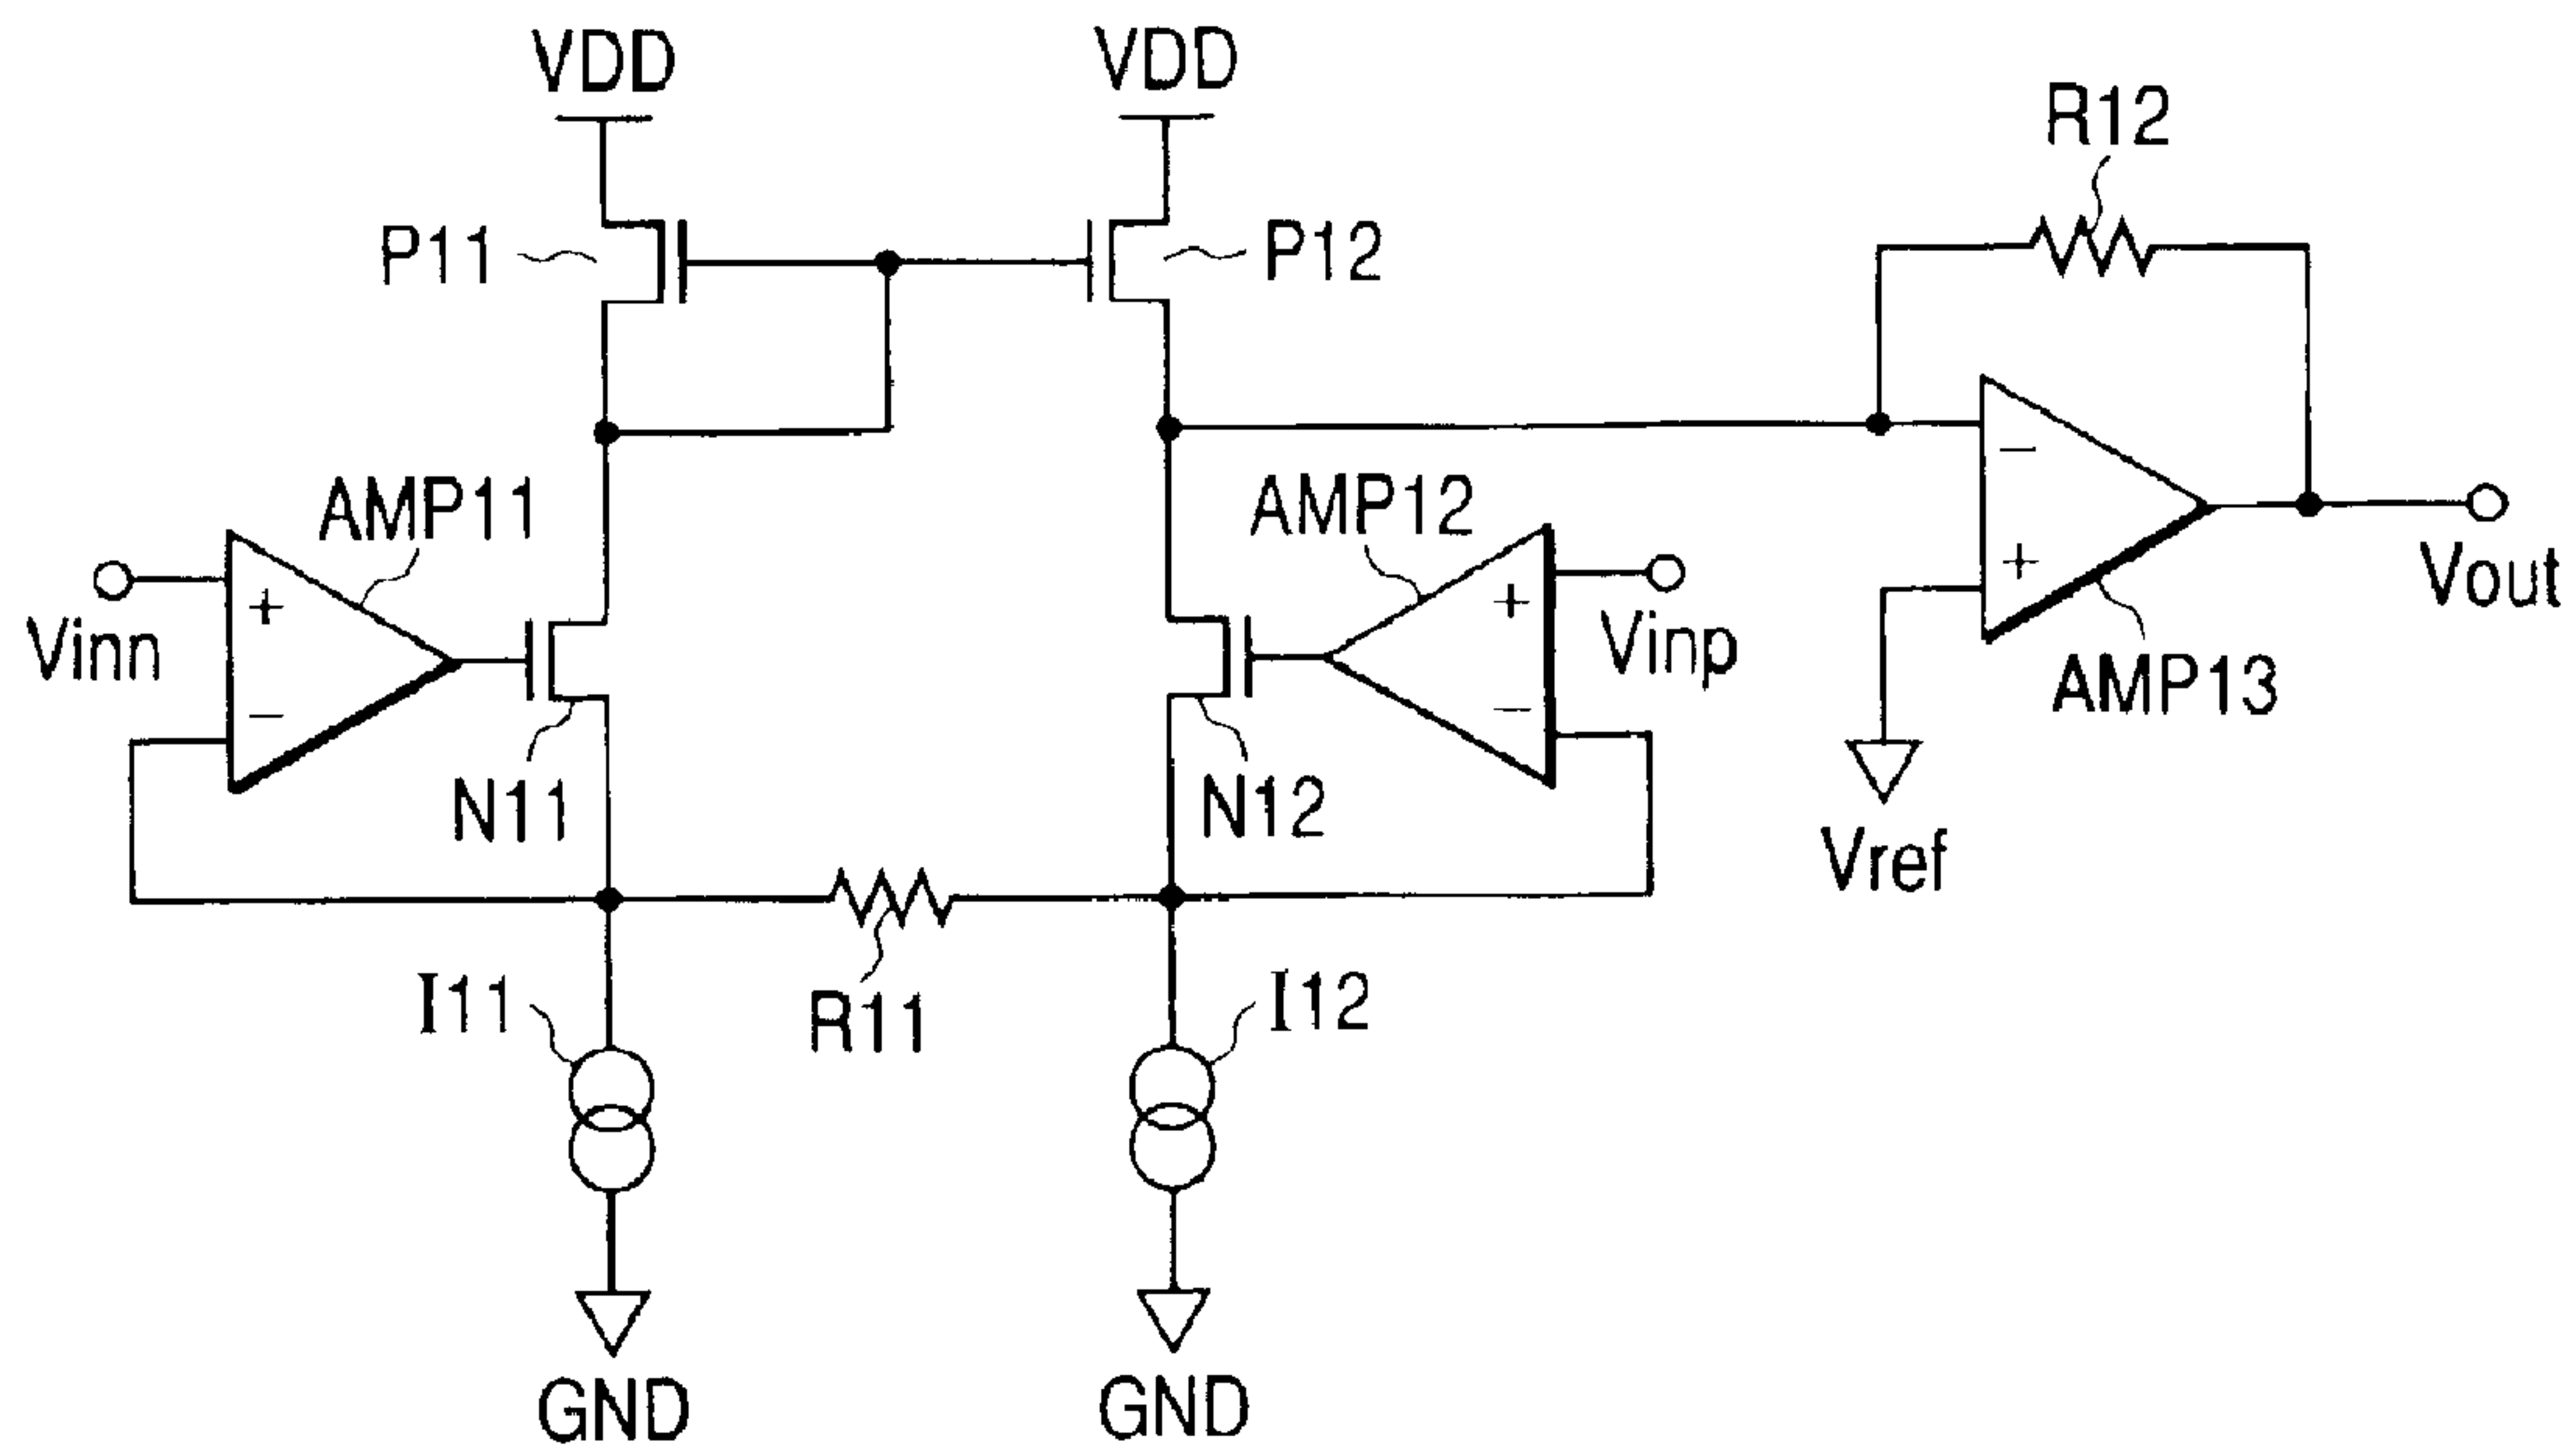 VDD
VDD
R12
P11
P12
AMP11
AMP12
+
−
+
−
−
+
Vinn
Vinp
Vout
AMP13
N11
N12
Vref
I11
R11
I12
GND
GND